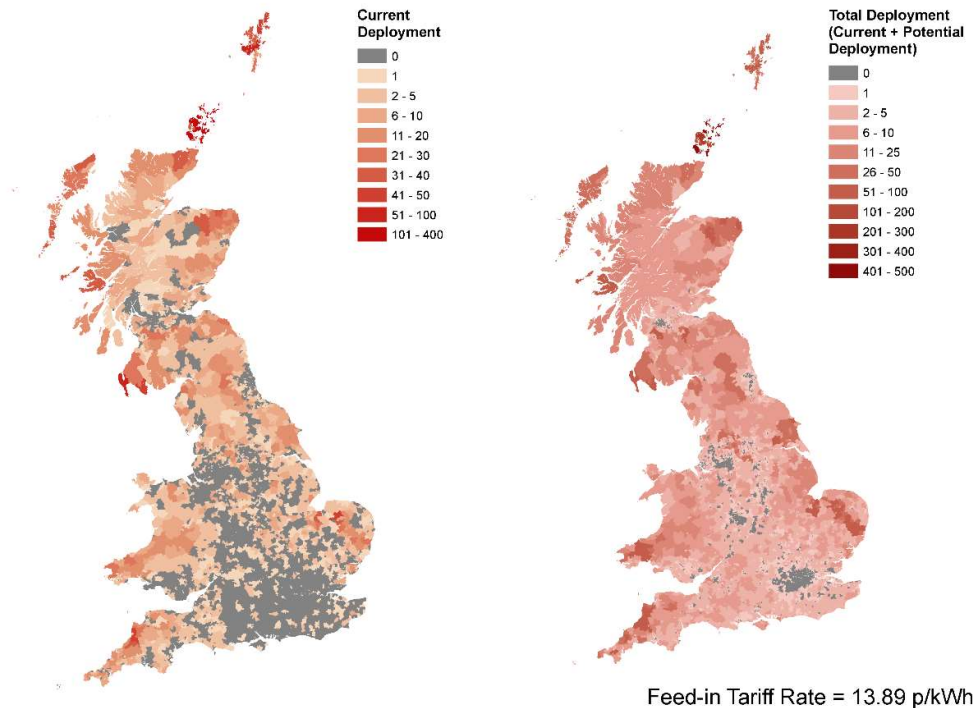 Current
Deployment
0
1
2 - 5
6 - 10
11 - 20
21 - 30
31 - 40
41 - 50
51 - 100
101 - 400
Total Deployment
(Current + Potential
Deployment)
0
1
2 - 5
6 - 10
11 - 25
26 - 50
51 - 100
101 - 200
201 - 300
301 - 400
401 - 500
Feed-in Tariff Rate = 13.89 p/kWh